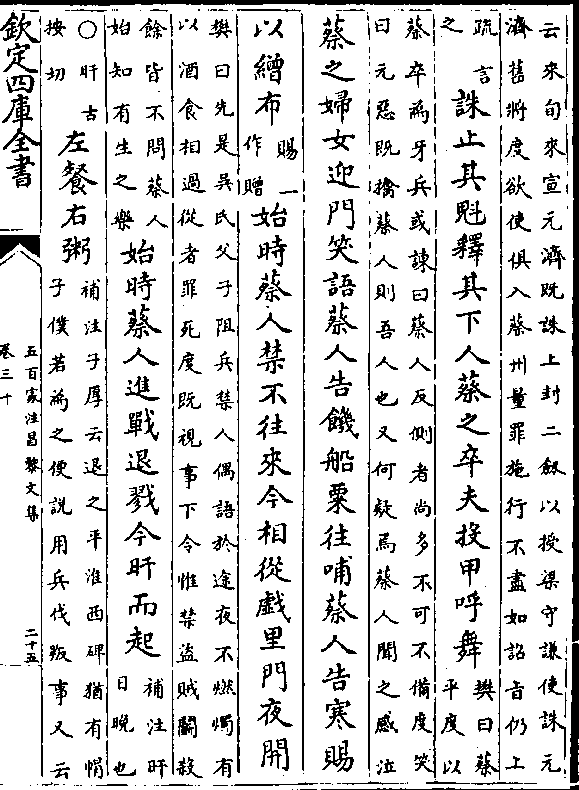 云來旬來宣元濟既誅上封二劔以授梁守謙使誅元
濟舊將度欲使俱入蔡州量罪施行不盡如詔旨仍上
疏言
之
誅止其魁釋其下人蔡之卒夫投甲呼舞
樊曰蔡
平度以
蔡卒為牙兵或諫曰蔡人反側者尚多不可不備度笑
曰元惡既擒蔡人則吾人也又何疑焉蔡人聞之感泣
蔡之婦女迎門笑語蔡人告饑船粟往哺蔡人告寒賜
以繒布
賜一
作贈
始時蔡人禁不往來今相從戲里門夜開
樊曰先是吳氏父子阻兵禁人偶語於途夜不燃燭有
以酒食相過從者罪死度既視事下令惟禁盜賊鬭殺
餘皆不問蔡人
始知有生之樂
始時蔡人進戰退戮今旰而起
補注旰
日晚也
○旰古
按切
左餐右粥
補注子厚云退之平淮西碑猶有㡌
子僕若為之便說用兵伐叛事又云
欽定四庫全書
五百家注昌黎文集
卷三十
二十五